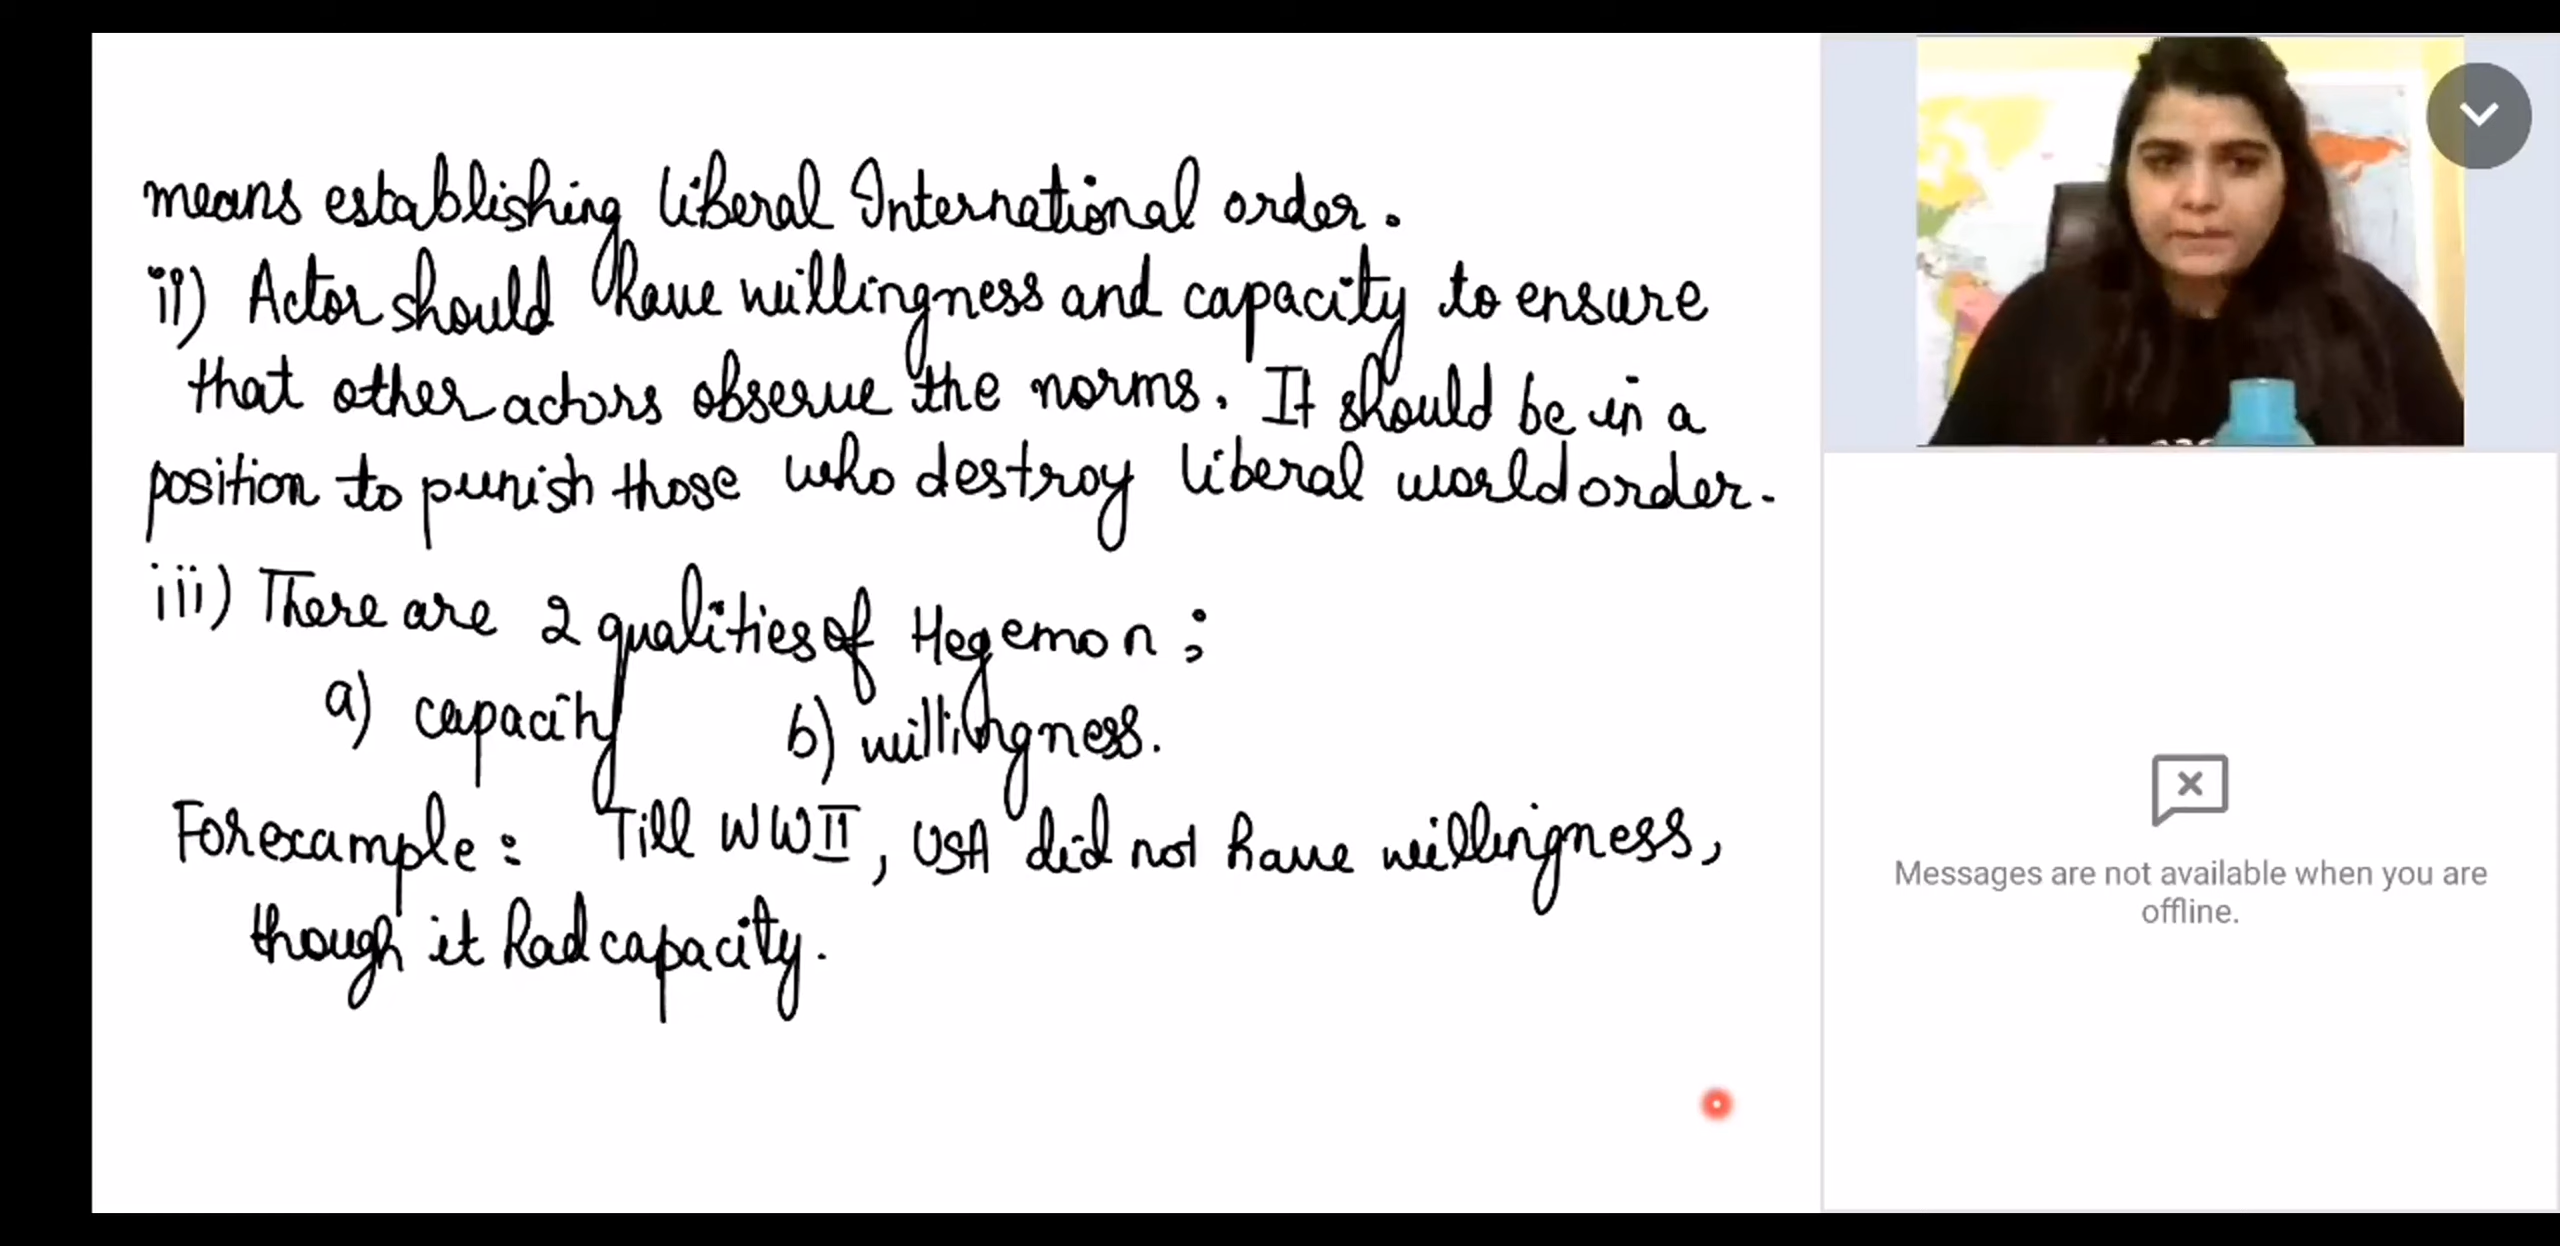 means establishing liberal International order.
ii) Actor should have willingness and capacity to ensure
that other actors observe the norms. It should be in a
position to punish those who destroy liberal world order.
iii) There are 2 qualities of Hegemon ;
a) capacity b) willingness.
For example : Till WWII, USA did not have willingness,
though it had capacity.
Messages are not available when you are
offline.